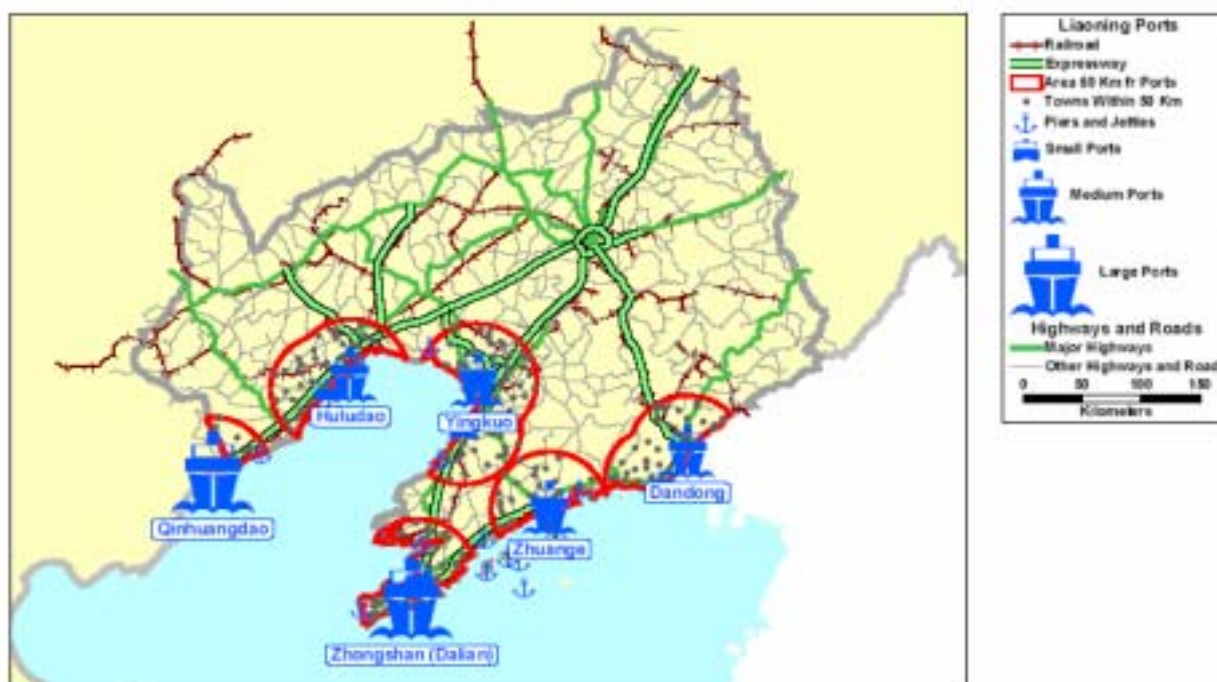 Huludao
Yingkuo
Qinhuangdao
Dandong
Zhuange
Zhongshan (Dalian)
Liaoning Ports
Railroad
Expressway
Area 50 Km fr Ports
Towns Within 50 Km
Piers and Jetties
Small Ports
Medium Ports
Large Ports
Highways and Roads
Major Highways
Other Highways and Road
0 50 100 150
Kilometers